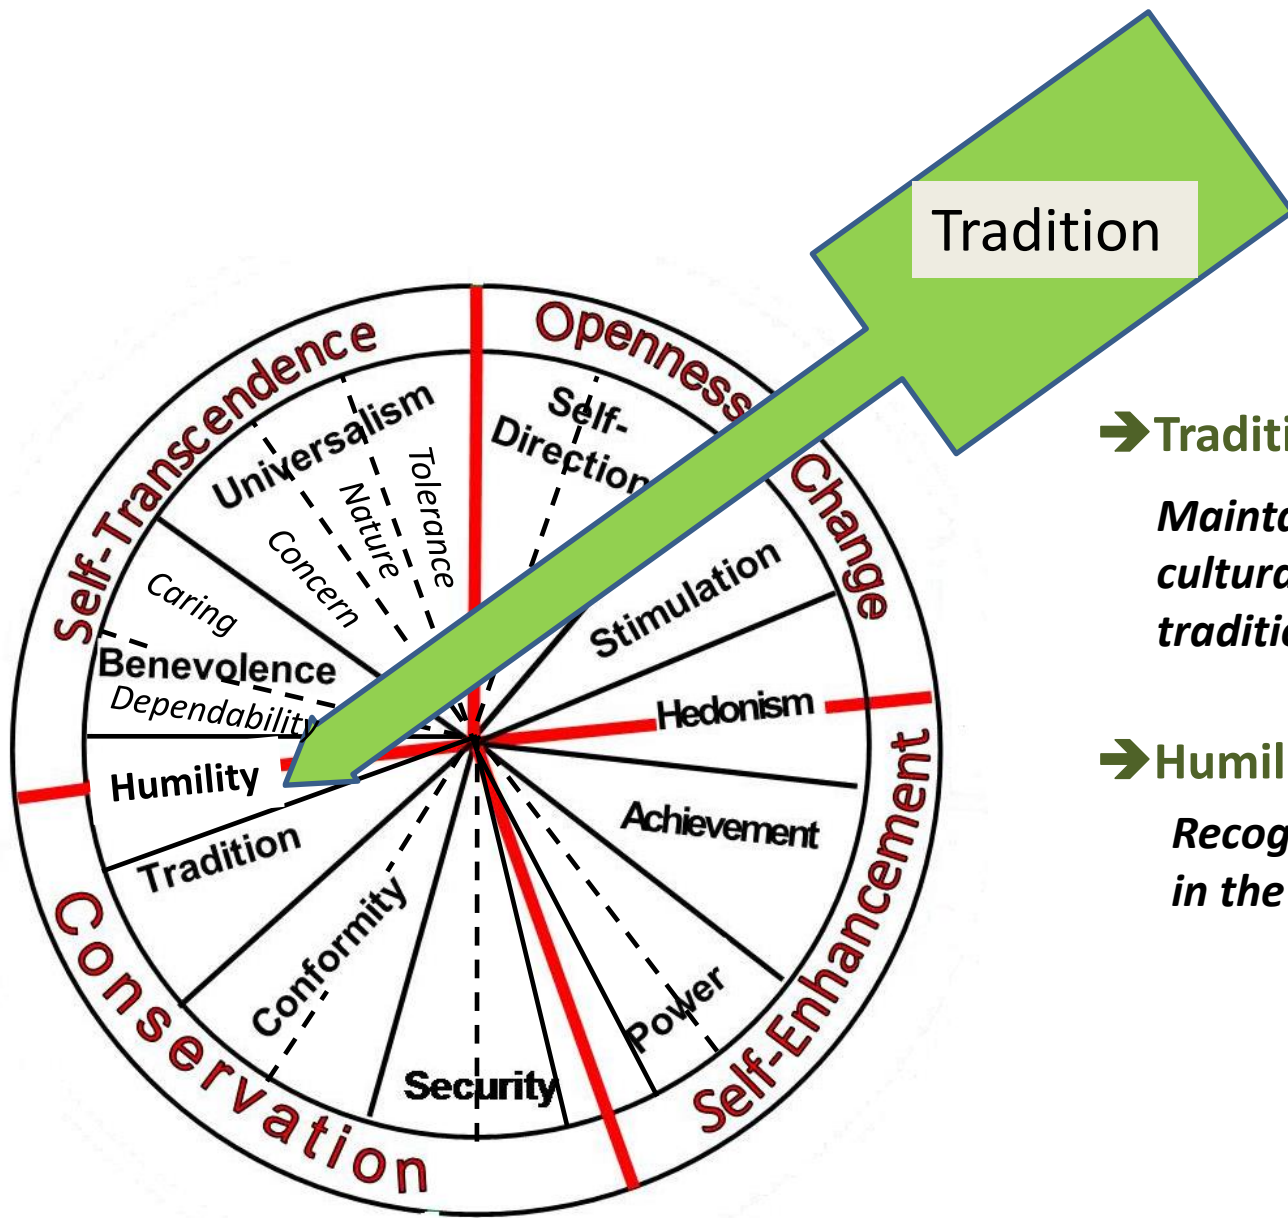 Tradition
Self-Transcendence
Openness
Change
Self-Enhancement
Conservation
Universalism
Tolerance
Nature
Concern
Self-
Direction
Stimulation
Hedonism
Achievement
Power
Security
Conformity
Tradition
Humility
Caring
Benevolence
Dependability
➔Traditi
Mainta
cultura
traditio
➔Humil
Recog
in the